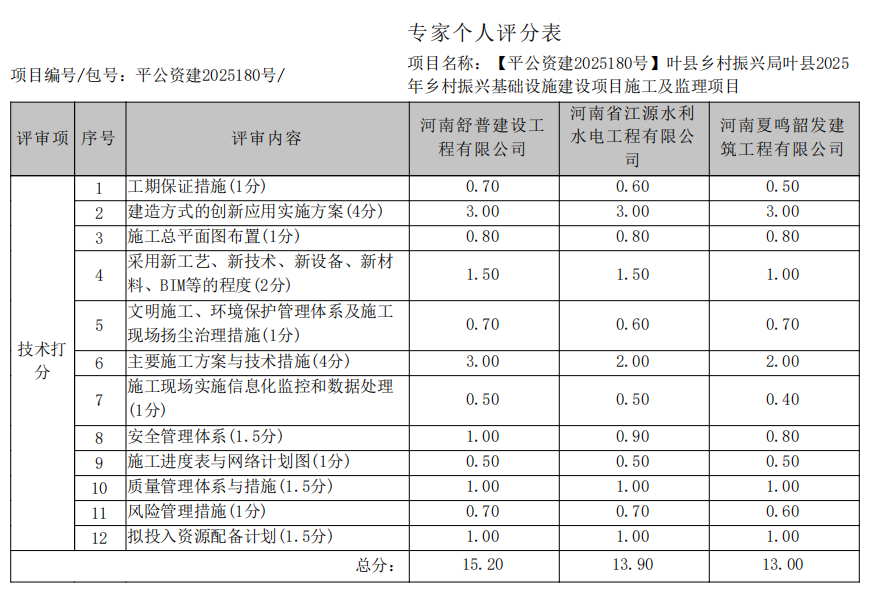 专家个人评分表
项目编号/包号：平公资建2025180号/
项目名称：【平公资建2025180号】叶县乡村振兴局叶县2025
年乡村振兴基础设施建设项目施工及监理项目
评审项 序号 评审内容 河南舒普建设工程有限公司 河南省江源水利水电工程有限公司 河南夏鸣韶发建筑工程有限公司
技术打分
1 工期保证措施(1分) 0.70 0.60 0.50
2 建造方式的创新应用实施方案(4分) 3.00 3.00 3.00
3 施工总平面图布置(1分) 0.80 0.80 0.80
4 采用新工艺、新技术、新设备、新材
料、BIM等的程度(2分) 1.50 1.50 1.00
5 文明施工、环境保护管理体系及施工
现场扬尘治理措施(1分) 0.70 0.60 0.70
6 主要施工方案与技术措施(4分) 3.00 2.00 2.00
7 施工现场实施信息化监控和数据处理
(1分) 0.50 0.50 0.40
8 安全管理体系(1.5分) 1.00 0.90 0.80
9 施工进度表与网络计划图(1分) 0.50 0.50 0.50
10 质量管理体系与措施(1.5分) 1.00 1.00 1.00
11 风险管理措施(1分) 0.70 0.70 0.60
12 拟投入资源配备计划(1.5分) 1.00 1.00 1.00
总分： 15.20 13.90 13.00